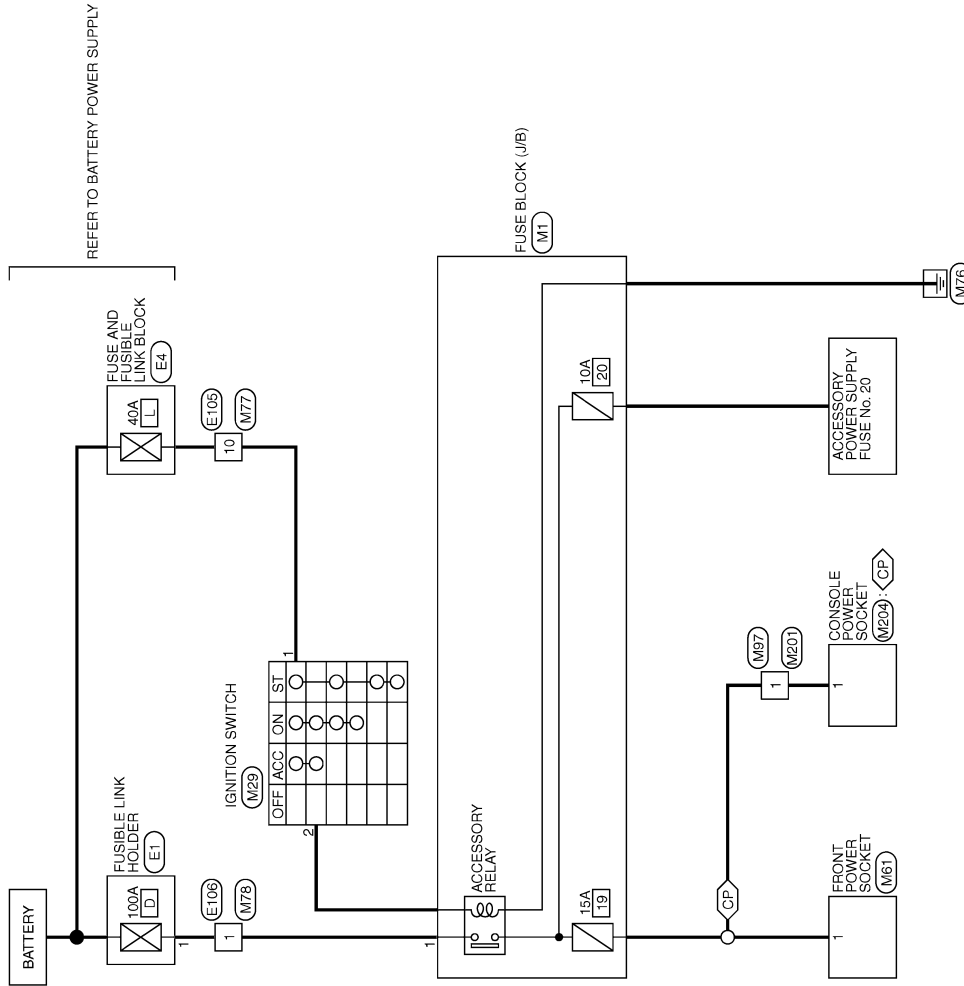 REFER TO BATTERY POWER SUPPLY
BATTERY
FUSIBLE LINK
HOLDER
E1
100A
D
1
FUSE AND
FUSIBLE
LINK BLOCK
E4
40A
L
E106
1
M78
E105
10
M77
IGNITION SWITCH
M29
OFF ACC ON ST
1
2
FUSE BLOCK (J/B)
M1
1
ACCESSORY
RELAY
15A
19
10A
20
CP
M97
1
M201
FRONT
POWER
SOCKET
M61
1
CONSOLE
POWER
SOCKET
M204 : CP
1
ACCESSORY
POWER SUPPLY
FUSE No. 20
M76